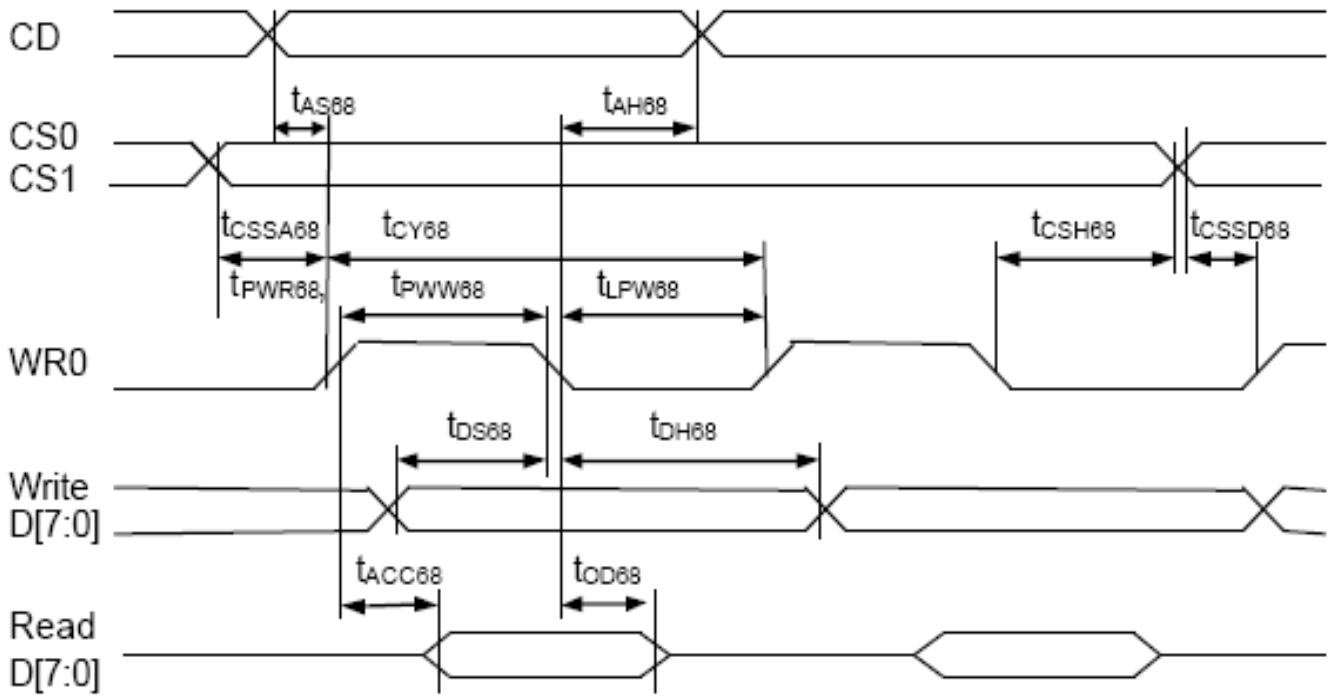 CD
tAS68 tAH68
CS0
CS1
tCSSA68 tCY68 tCSH68 tCSSD68
tPWR68, tPWW68 tLPW68
WR0
tDS68 tDH68
Write
D[7:0]
tACC68 tOD68
Read
D[7:0]